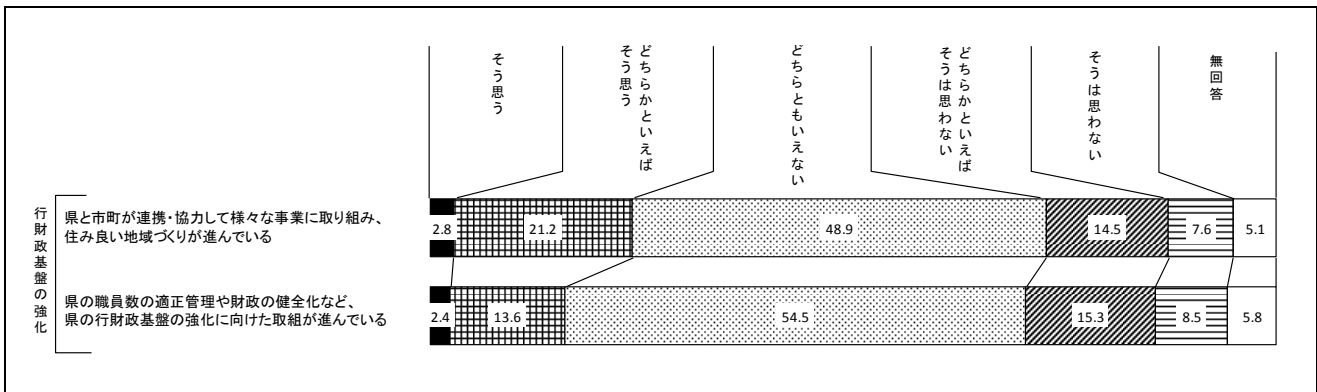 そう思う
どちらかといえば
そう思う
どちらともいえない
どちらかといえば
そうは思わない
そうは思わない
無回答
行財政基盤の強化
県と市町が連携・協力して様々な事業に取り組み、
住み良い地域づくりが進んでいる
2.8 21.2 48.9 14.5 7.6 5.1
県の職員数の適正管理や財政の健全化など、
県の行財政基盤の強化に向けた取組が進んでいる
2.4 13.6 54.5 15.3 8.5 5.8